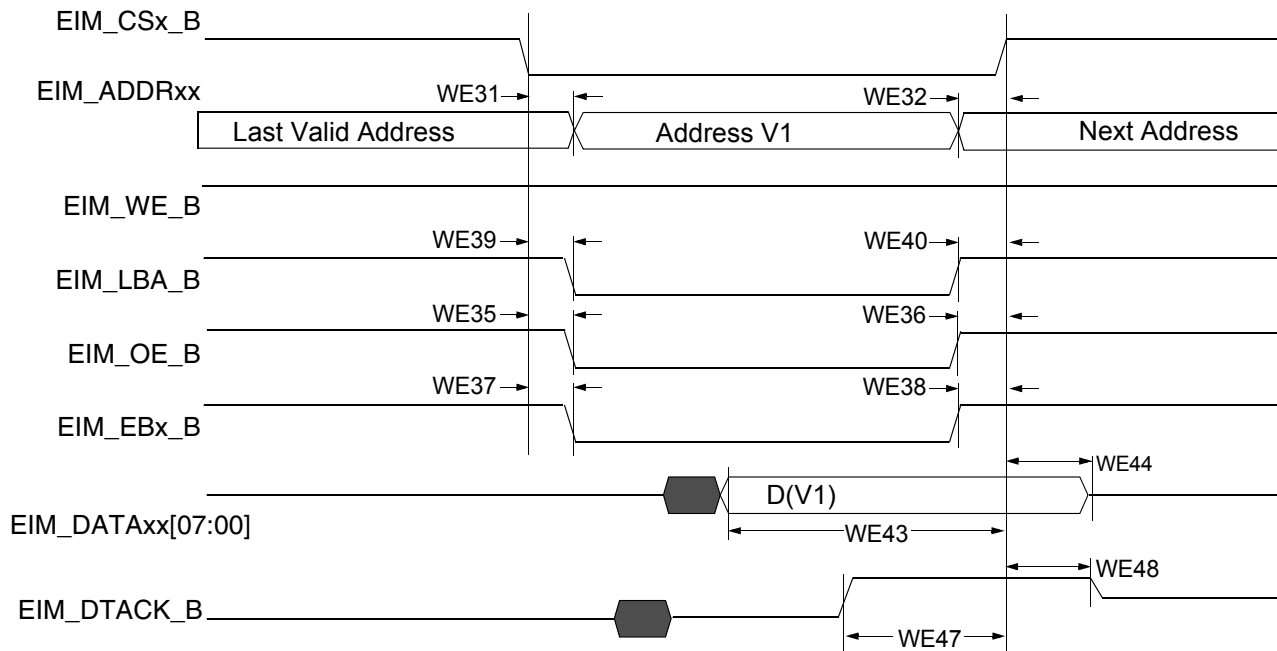 EIM_CSx_B
EIM_ADDRxx
WE31
WE32
Last Valid Address
Address V1
Next Address
EIM_WE_B
WE39
WE40
EIM_LBA_B
WE35
WE36
EIM_OE_B
WE37
WE38
EIM_EBx_B
WE44
D(V1)
EIM_DATAxx[07:00]
WE43
WE48
EIM_DTACK_B
WE47